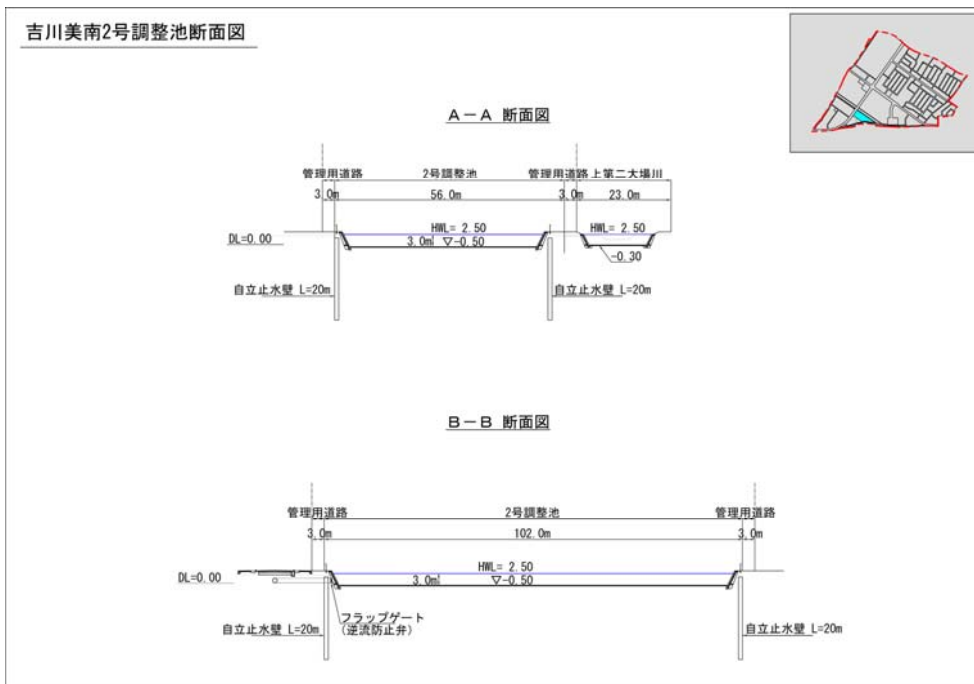 吉川美南2号調整池断面図
A－A 断面図
管理用道路 2号調整池 管理用道路 上第二大場川
3.0m 56.0m 3.0m 23.0m
HWL= 2.50 HWL= 2.50
DL=0.00 3.0m ▽-0.50
-0.30
自立止水壁 L=20m 自立止水壁 L=20m
B－B 断面図
管理用道路 2号調整池 管理用道路
3.0m 102.0m 3.0m
HWL= 2.50
DL=0.00 3.0m ▽-0.50
フラップゲート
自立止水壁 L=20m (逆流防止弁) 自立止水壁 L=20m